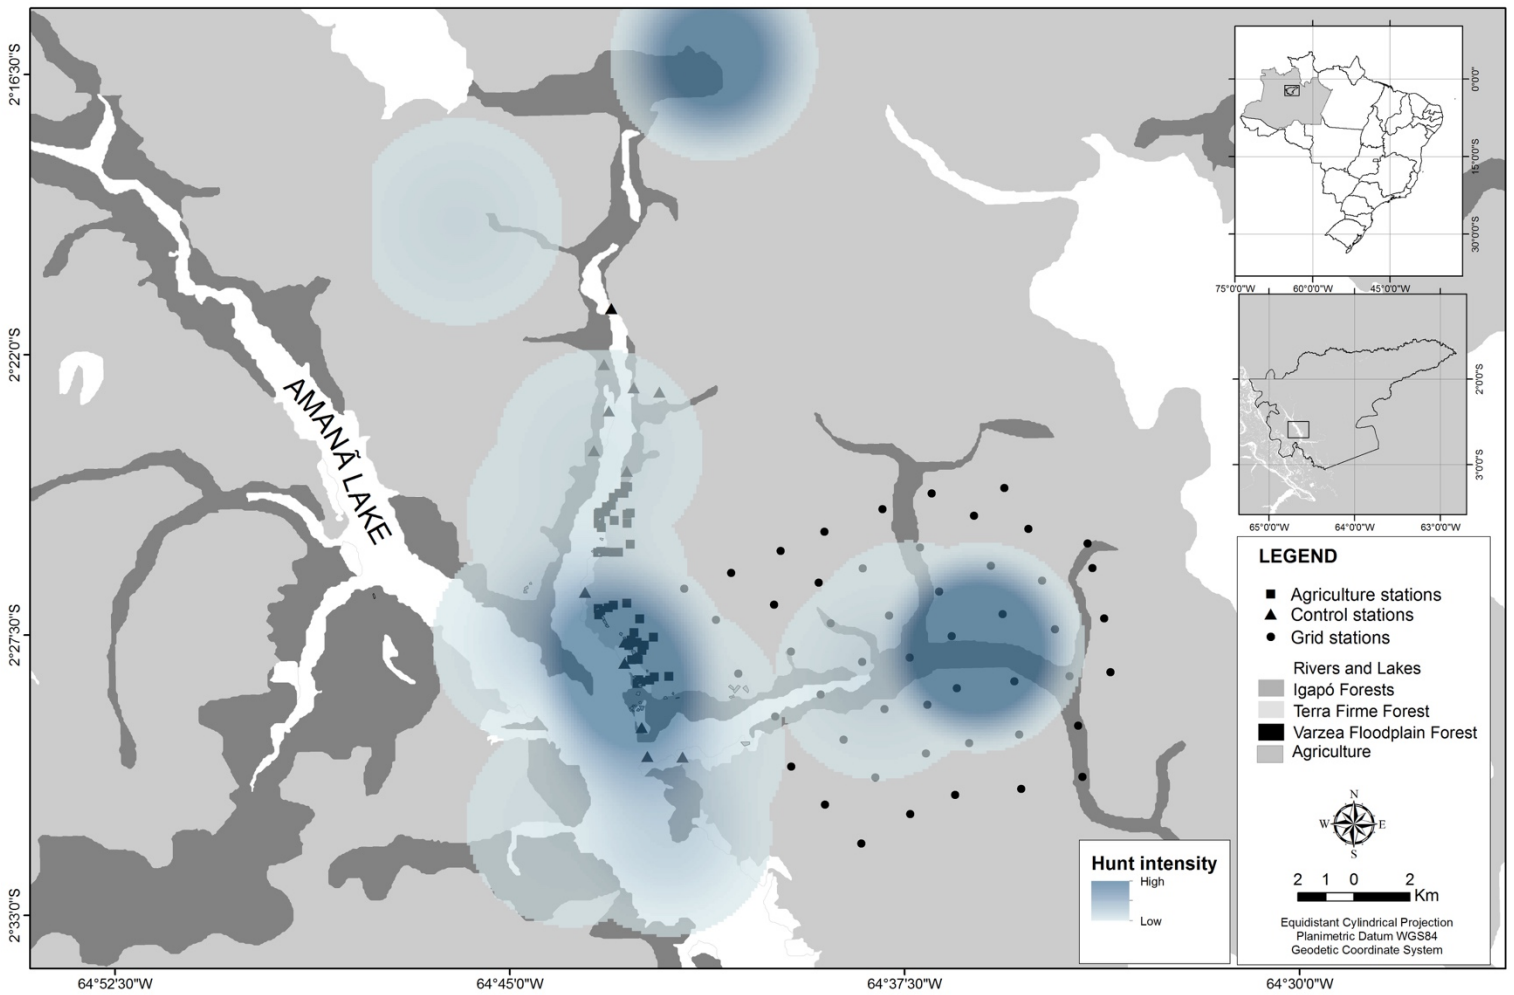 2°16'30"S
2°22'0"S
2°27'30"S
2°33'0"S
64°52'30"W
64°45'0"W
64°37'30"W
64°30'0"W
AMANÃ LAKE
0°0'0"
15°0'0"S
30°0'0"S
75°0'0"W
60°0'0"W
45°0'0"W
2°0'0"S
3°0'0"S
65°0'0"W
64°0'0"W
63°0'0"W
LEGEND
Agriculture stations
Control stations
Grid stations
Rivers and Lakes
Igapó Forests
Terra Firme Forest
Varzea Floodplain Forest
Agriculture
N
W
E
S
2 1 0 2
Km
Equidistant Cylindrical Projection
Planimetric Datum WGS84
Geodetic Coordinate System
Hunt intensity
High
Low